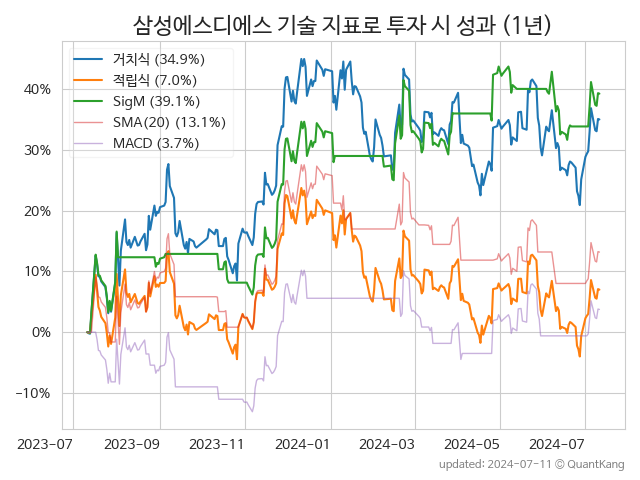 삼성에스디에스 기술 지표로 투자 시 성과 (1년)
거치식 (34.9%)
적립식 (7.0%)
SigM (39.1%)
SMA(20) (13.1%)
MACD (3.7%)
40%
30%
20%
10%
0%
−10%
2023-07 2023-09 2023-11 2024-01 2024-03 2024-05 2024-07
updated: 2024-07-11 © QuantKang